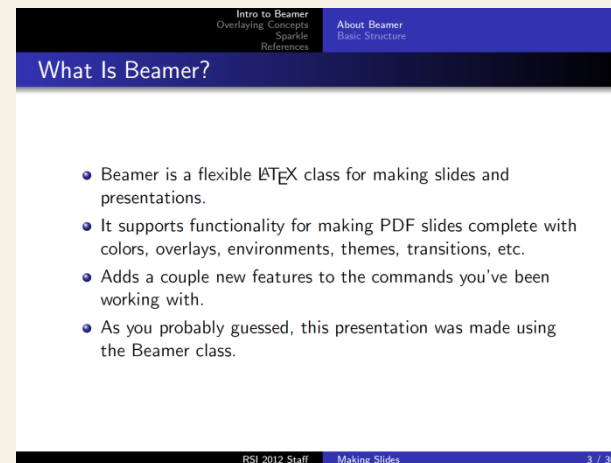 Intro to Beamer
Overlaying Concepts
Sparkle
References
About Beamer
Basic Structure
What Is Beamer?
Beamer is a flexible LATEX class for making slides and
presentations.
It supports functionality for making PDF slides complete with
colors, overlays, environments, themes, transitions, etc.
Adds a couple new features to the commands you've been
working with.
As you probably guessed, this presentation was made using
the Beamer class.
RSI 2012 Staff
Making Slides
3 / 3